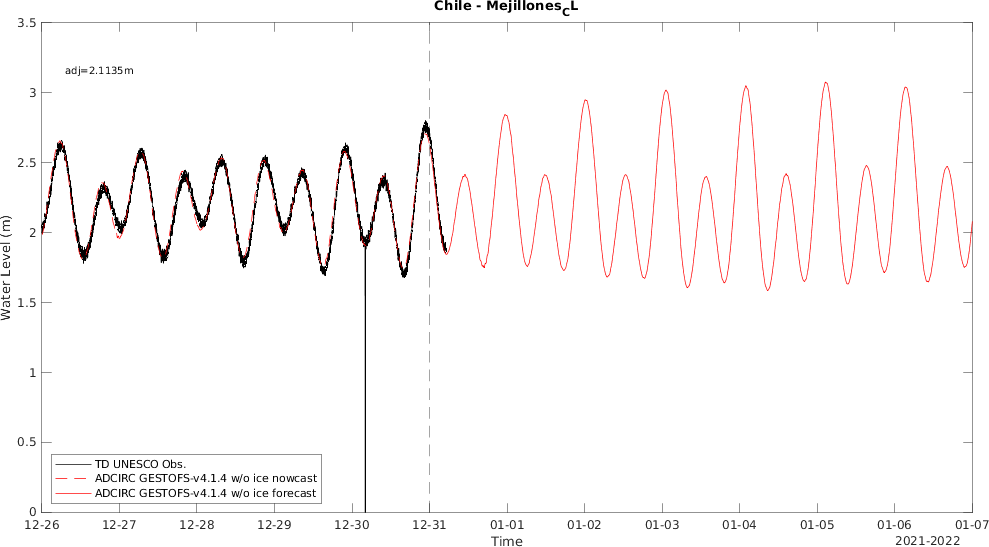 Chile - Mejillones_CL
adj=2.1135m
3.5
3
2.5
2
1.5
1
0.5
0
Water Level (m)
TD UNESCO Obs.
ADCIRC GESTOFS-v4.1.4 w/o ice nowcast
ADCIRC GESTOFS-v4.1.4 w/o ice forecast
12-26 12-27 12-28 12-29 12-30 12-31 01-01 01-02 01-03 01-04 01-05 01-06 01-07
Time
2021-2022